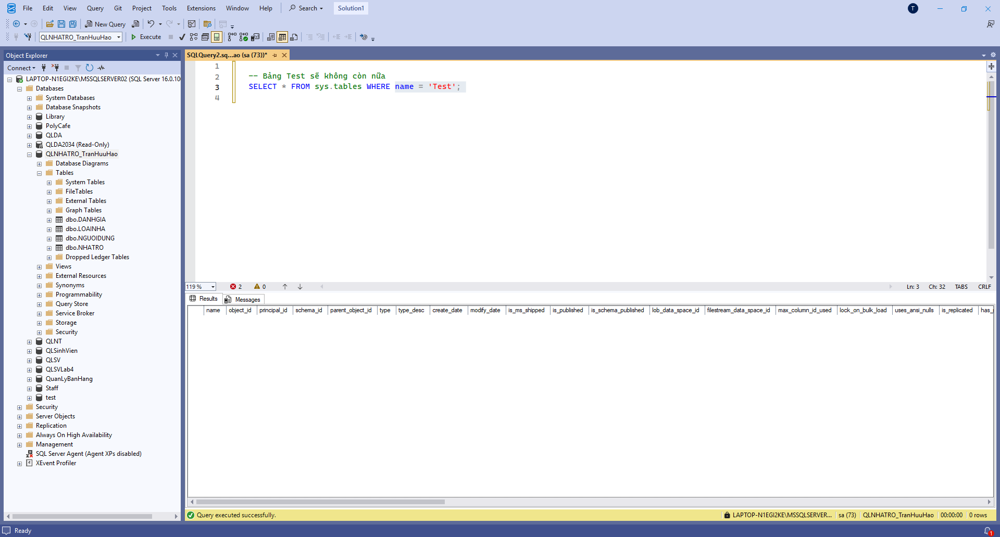 File Edit View Query Git Project Tools Extensions Window Help Search Solution1 T
New Query
QLNHATRO_TranHuuHao Execute
Object Explorer
Connect
LAPTOP-N1EGI2KE\MSSQLSERVER02 (SQL Server 16.0.10
Databases
System Databases
Database Snapshots
Library
PolyCafe
QLDA
QLDA2034 (Read-Only)
QLNHATRO_TranHuuHao
Database Diagrams
Tables
System Tables
FileTables
External Tables
Graph Tables
dbo.DANHGIA
dbo.LOAINHA
dbo.NGUOIDUNG
dbo.NHATRO
Dropped Ledger Tables
Views
External Resources
Synonyms
Programmability
Query Store
Service Broker
Storage
Security
QLNT
QLSinhVien
QLSV
QLSVLab4
QuanLyBanHang
Staff
test
Security
Server Objects
Replication
Always On High Availability
Management
SQL Server Agent (Agent XPs disabled)
XEvent Profiler
SQLQuery2.sq...ao (sa (73))*
1
2 -- Bảng Test sẽ không còn nữa
3 SELECT * FROM sys.tables WHERE name = 'Test';
4
119 % 2 0 Ln: 3 Ch: 32 TABS CRLF
Results Messages
name object_id principal_id schema_id parent_object_id type type_desc create_date modify_date is_ms_shipped is_published is_schema_published lob_data_space_id filestream_data_space_id max_column_id_used lock_on_bulk_load uses_ansi_nulls is_replicated has_
Query executed successfully. LAPTOP-N1EGI2KE\MSSQLSERVER... sa (73) QLNHATRO_TranHuuHao 00:00:00 0 rows
Ready 1